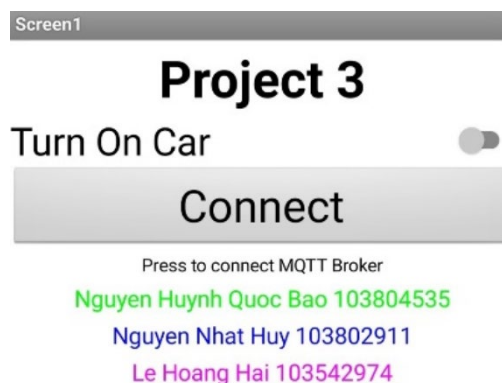 Screen1
Project 3
Turn On Car
Connect
Press to connect MQTT Broker
Nguyen Huynh Quoc Bao 103804535
Nguyen Nhat Huy 103802911
Le Hoang Hai 103542974